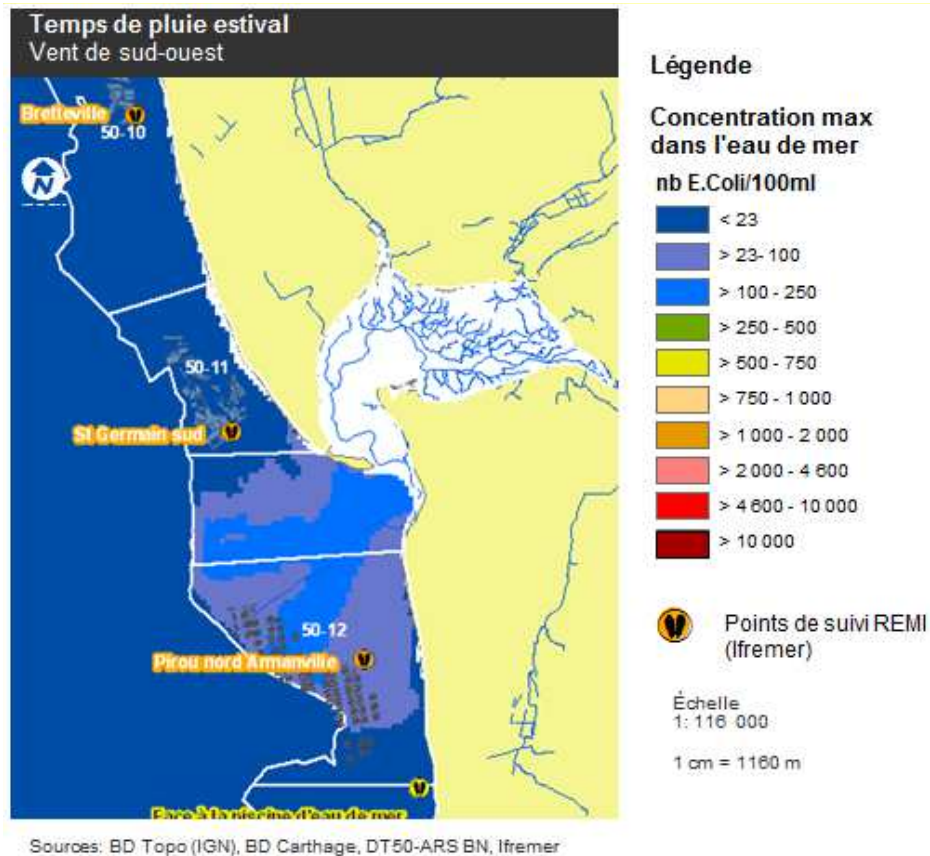 Temps de pluie estival
Vent de sud-ouest
Bretteville
50-10
N
50-11
St Germain sud
50-12
Pirou nord Armanville
Face à la piscine d'eau de mer
Légende
Concentration max
dans l'eau de mer
nb E.Coli/100ml
< 23
> 23- 100
> 100 - 250
> 250 - 500
> 500 - 750
> 750 - 1 000
> 1 000 - 2 000
> 2 000 - 4 600
> 4 600 - 10 000
> 10 000
Points de suivi REMI
(Ifremer)
Échelle
1: 116 000
1 cm = 1160 m
Sources: BD Topo (IGN), BD Carthage, DT50-ARS BN, Ifremer